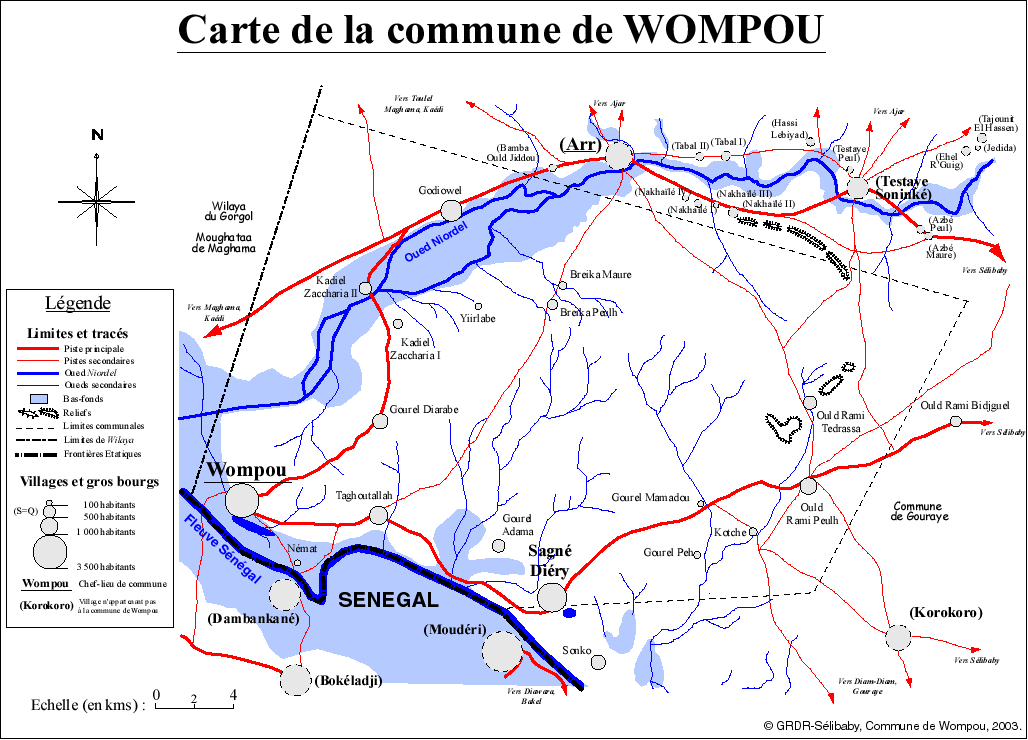 Carte de la commune de WOMPOU
N
Vers Toulel
Maghama, Kaédi
Vers Ajar
Vers Ajar
(Hassi
Lebiyad)
(Tajounit
El Hassen)
(Jedida)
(Ehel
R'Guig)
(Bamba
Ould Jiddou)
(Arr)
(Tabal II)
(Tabal I)
(Testaye
Peul)
(Testaye
Soninké)
Godiowel
(Nakhailé I)
(Nakhailé III)
(Nakhailé I)
(Nakhailé II)
(Azbé
Peul)
(Azbé
Maure)
Vers Sélibaby
Wilaya
du Gorgol
Moughataa
de Maghama
Oued Niordel
Kadiel
Zaccharia II
Breika Maure
Breika Peulh
Yiirlabe
Kadiel
Zaccharia I
Vers Maghama,
Kaédi
Légende
Limites et tracés
Piste principale
Pistes secondaires
Oued Niordel
Oueds secondaires
Bas-fonds
Reliefs
Limites communales
Limites de Wilaya
Frontières Etatiques
Villages et gros bourgs
(S=Q)
100 habitants
500 habitants
1 000 habitants
3 500 habitants
Wompou
Chef-lieu de commune
(Korokoro)
Village n'appartenant pas
à la commune de Wompou
Gourel Diarabe
Ould Rami
Tedrassa
Ould Rami Bidjguel
Vers Sélibaby
Wompou
Taghoutallah
Gourel Mamadou
Ould
Rami Peulh
Commune
de Gouraye
Fleuve Sénégal
Némat
Gourel
Adama
Kotche
Gourel Peh
Sagné
Diéry
SENEGAL
(Dambankané)
(Moudéri)
(Korokoro)
Sonko
Vers Sélibaby
(Bokéladji)
Vers Diawara,
Bakel
Vers Diam-Diam,
Gouraye
Echelle (en kms) :
0
2
4
© GRDR-Sélibaby, Commune de Wompou, 2003.